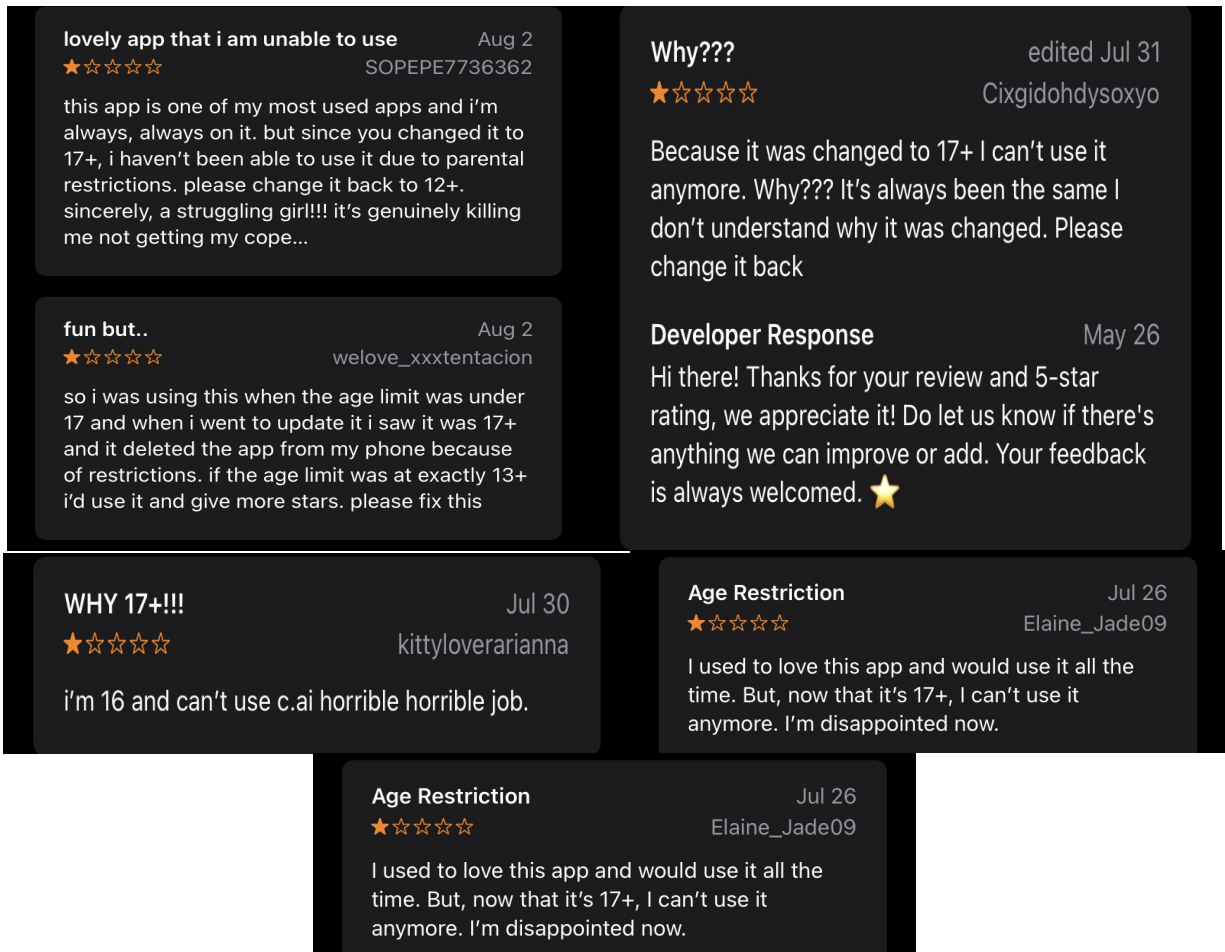 lovely app that i am unable to use Aug 2
★☆☆☆☆ SOPEPE7736362
this app is one of my most used apps and i'm
always, always on it. but since you changed it to
17+, i haven't been able to use it due to parental
restrictions. please change it back to 12+.
sincerely, a struggling girl!!! it's genuinely killing
me not getting my cope...
fun but.. Aug 2
★☆☆☆☆ welove_xxxtentacion
so i was using this when the age limit was under
17 and when i went to update it i saw it was 17+
and it deleted the app from my phone because
of restrictions. if the age limit was at exactly 13+
i'd use it and give more stars. please fix this
Why??? edited Jul 31
★☆☆☆☆ Cixgidohdysoxyo
Because it was changed to 17+ I can't use it
anymore. Why??? It's always been the same I
don't understand why it was changed. Please
change it back
Developer Response May 26
Hi there! Thanks for your review and 5-star
rating, we appreciate it! Do let us know if there's
anything we can improve or add. Your feedback
is always welcomed. ⭐
WHY 17+!!! Jul 30
★☆☆☆☆ kittyloverarianna
i'm 16 and can't use c.ai horrible horrible job.
Age Restriction Jul 26
★☆☆☆☆ Elaine_Jade09
I used to love this app and would use it all the
time. But, now that it's 17+, I can't use it
anymore. I'm disappointed now.
Age Restriction Jul 26
★☆☆☆☆ Elaine_Jade09
I used to love this app and would use it all the
time. But, now that it's 17+, I can't use it
anymore. I'm disappointed now.